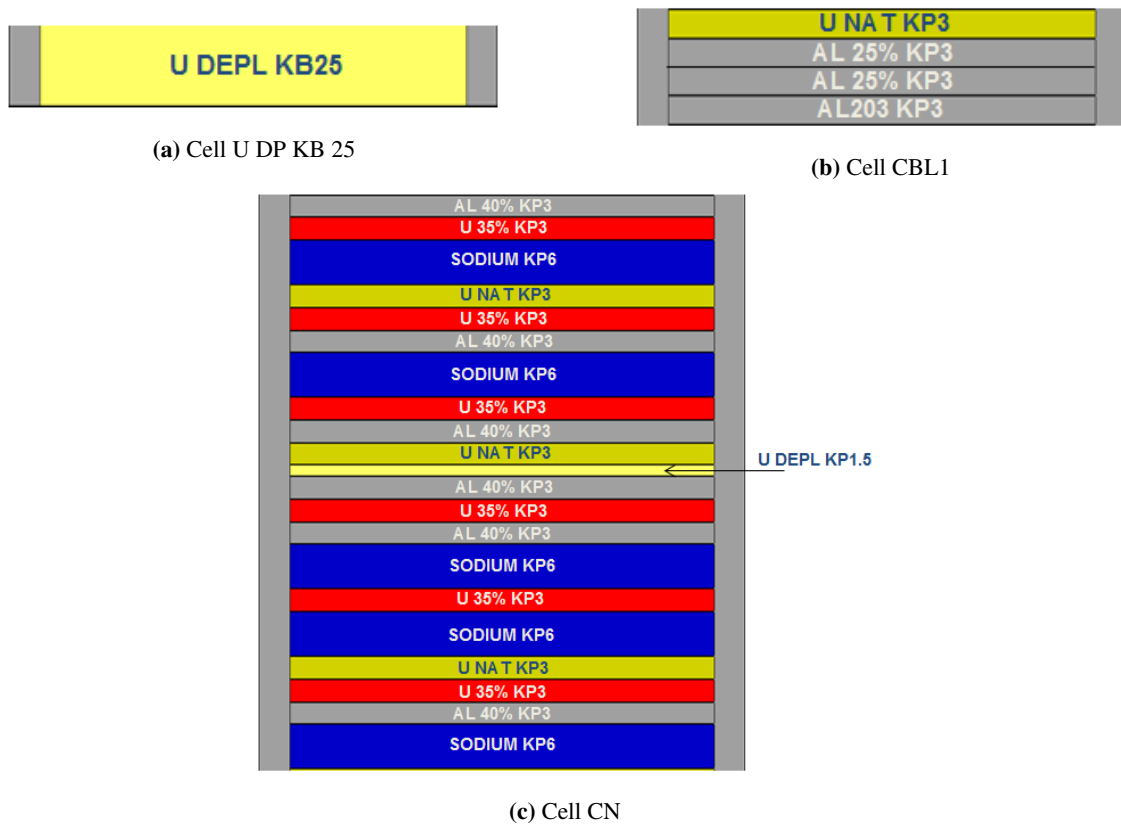 U DEPL KB25
(a) Cell U DP KB 25
U NA T KP3
AL 25% KP3
AL 25% KP3
AL203 KP3
(b) Cell CBL1
AL 40% KP3
U 35% KP3
SODIUM KP6
U NA T KP3
U 35% KP3
AL 40% KP3
SODIUM KP6
U 35% KP3
AL 40% KP3
U NA T KP3
U DEPL KP1.5
AL 40% KP3
U 35% KP3
AL 40% KP3
SODIUM KP6
U 35% KP3
SODIUM KP6
U NA T KP3
U 35% KP3
AL 40% KP3
SODIUM KP6
(c) Cell CN